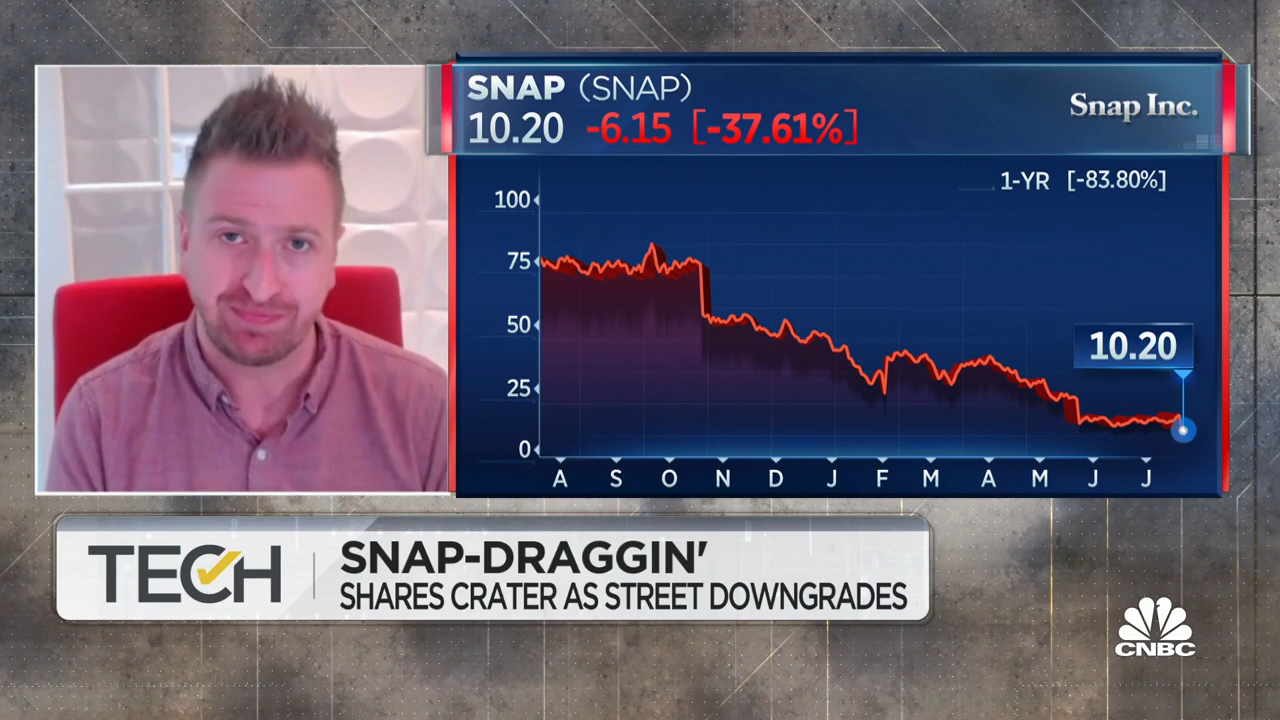 SNAP (SNAP)
10.20 -6.15 [-37.61%]
Snap Inc.
1-YR [-83.80%]
100
75
50
25
0
10.20
A S O N D J F M A M J J
TECH
SNAP-DRAGGIN'
SHARES CRATER AS STREET DOWNGRADES
CNBC